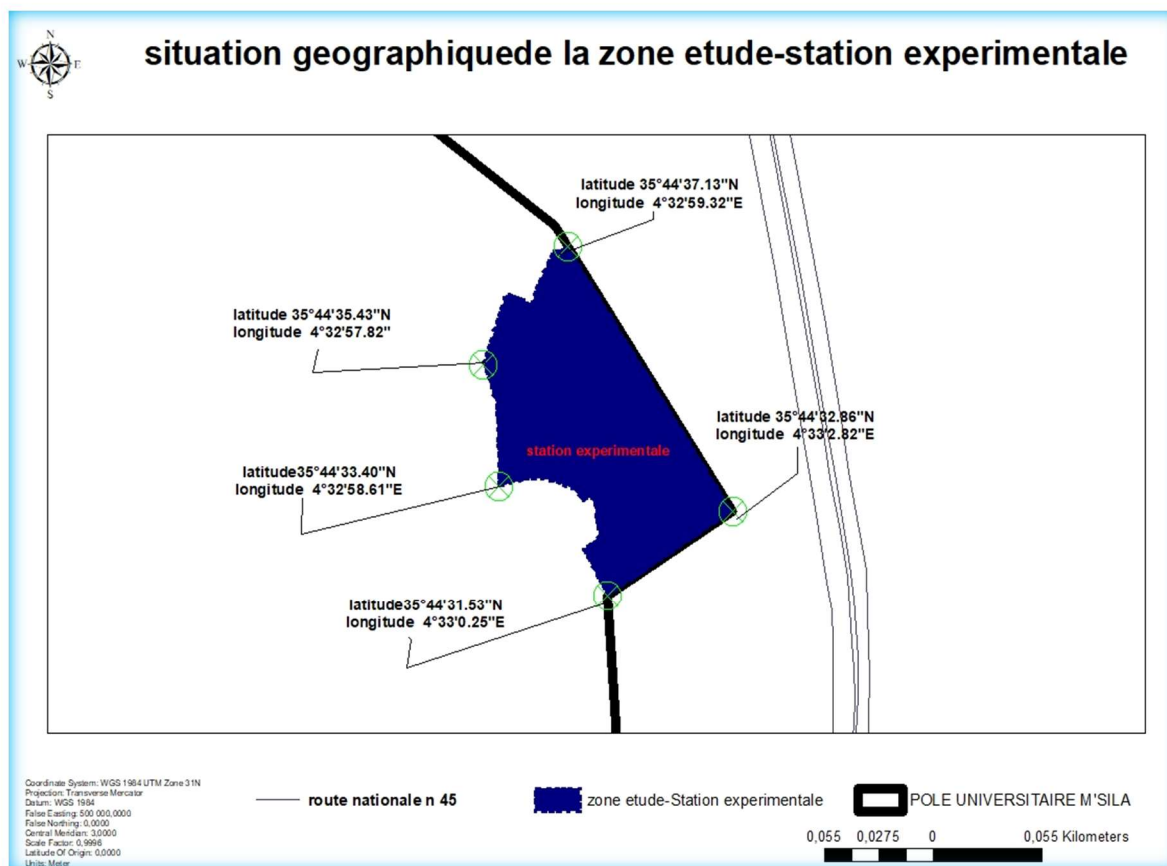 situation geographiquede la zone etude-station experimentale
N
W E
S
latitude 35°44'37.13"N
longitude 4°32'59.32"E
latitude 35°44'35.43"N
longitude 4°32'57.82"
latitude 35°44'32.86"N
longitude 4°33'2.82"E
station experimentale
latitude35°44'33.40"N
longitude 4°32'58.61"E
latitude35°44'31.53"N
longitude 4°33'0.25"E
Coordinate System: WGS 1984 UTM Zone 31N
Projection: Transverse Mercator
Datum: WGS 1984
False Easting: 500 000,0000
False Northing: 0,0000
Central Meridian: 3,0000
Scale Factor: 0,9996
Latitude Of Origin: 0,0000
Units: Meter
route nationale n 45
zone etude-Station experimentale
POLE UNIVERSITAIRE M'SILA
0,055 0,0275 0 0,055 Kilometers